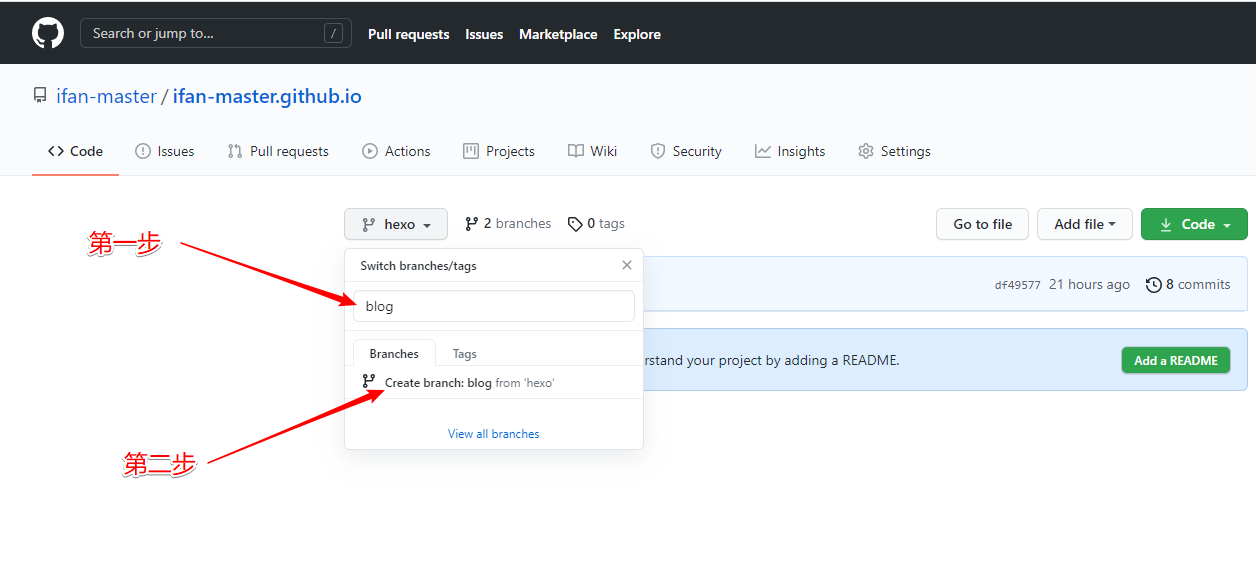 Search or jump to... /
Pull requests Issues Marketplace Explore
ifan-master / ifan-master.github.io
Code Issues Pull requests Actions Projects Wiki Security Insights Settings
hexo 2 branches 0 tags Go to file Add file Code
第一步
Switch branches/tags ×
df49577 21 hours ago 8 commits
blog
Branches Tags
rstand your project by adding a README. Add a README
Create branch: blog from 'hexo'
View all branches
第二步